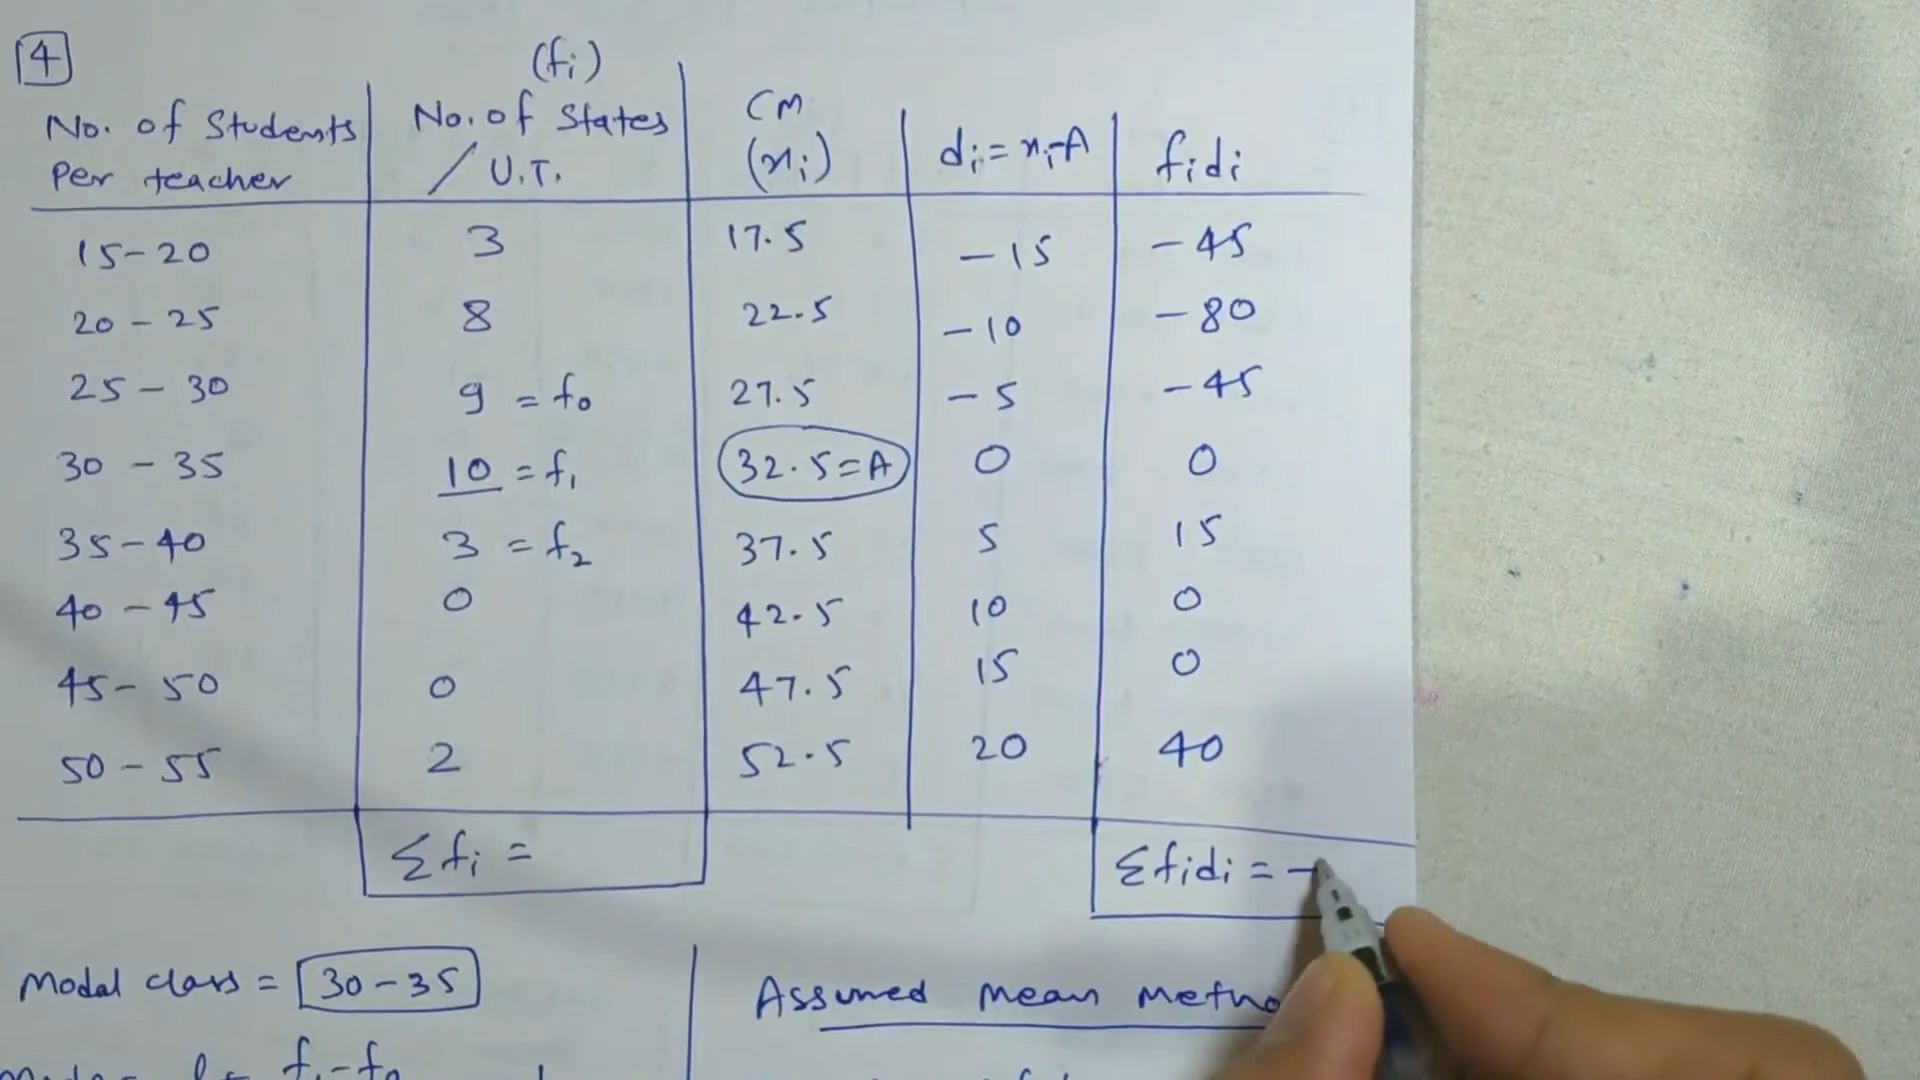 4
No. of Students Per teacher | (fi) No. of States / U.T. | CM (xi) | di = xi-A | fidi
15-20 | 3 | 17.5 | -15 | -45
20-25 | 8 | 22.5 | -10 | -80
25-30 | 9 = f0 | 27.5 | -5 | -45
30-35 | 10 = f1 | 32.5=A | 0 | 0
35-40 | 3 = f2 | 37.5 | 5 | 15
40-45 | 0 | 42.5 | 10 | 0
45-50 | 0 | 47.5 | 15 | 0
50-55 | 2 | 52.5 | 20 | 40
Σfi = | Σfidi = -
Modal class = 30-35
Assumed mean
f1-f0